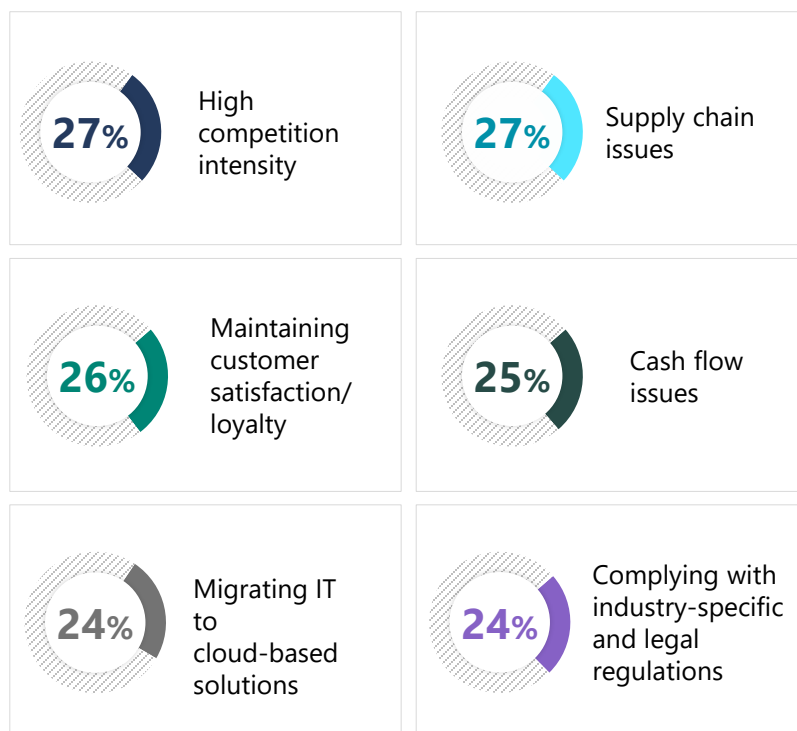 27%
High
competition
intensity
27%
Supply chain
issues
26%
Maintaining
customer
satisfaction/
loyalty
25%
Cash flow
issues
24%
Migrating IT
to
cloud-based
solutions
24%
Complying with
industry-specific
and legal
regulations